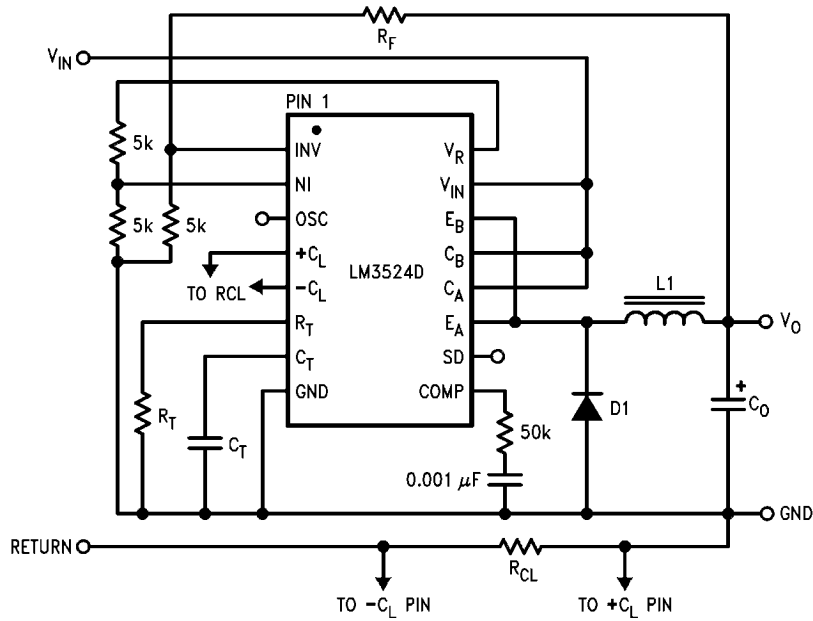 R_F
V_IN
PIN 1
5k
INV
V_R
NI
V_IN
5k
5k
OSC
E_B
+C_L
LM3524D
C_B
TO RCL
-C_L
C_A
L1
R_T
E_A
V_O
C_T
SD
GND
COMP
R_T
C_T
50k
D1
+
C_O
0.001 μF
GND
RETURN
R_CL
TO -C_L PIN
TO +C_L PIN